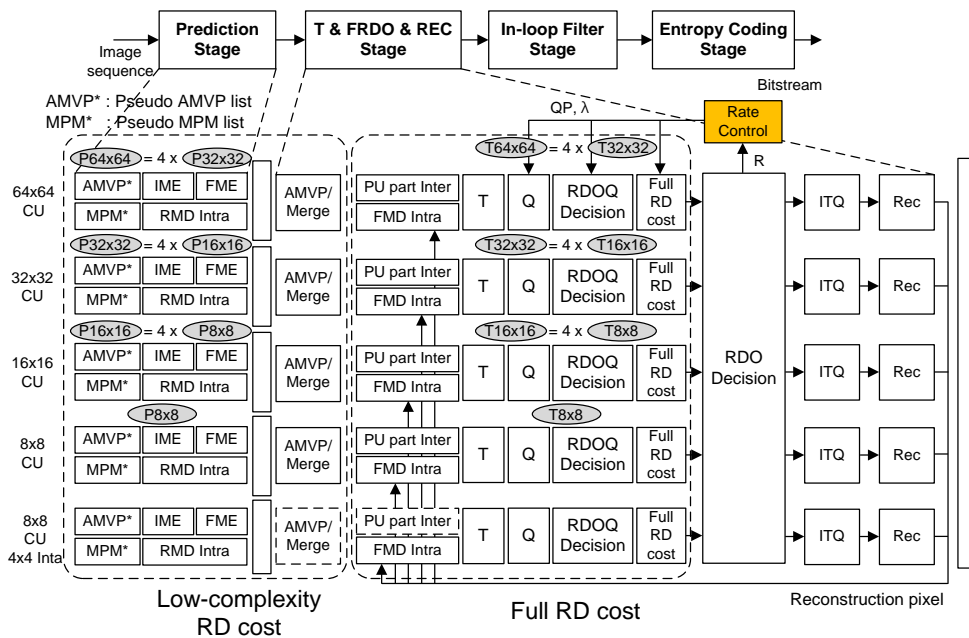 Image sequence
Prediction Stage
T & FRDO & REC Stage
In-loop Filter Stage
Entropy Coding Stage
Bitstream
AMVP* : Pseudo AMVP list
MPM* : Pseudo MPM list
QP, λ
Rate Control
R
P64x64 = 4 x P32x32
T64x64 = 4 x T32x32
64x64 CU
AMVP* IME FME
MPM* RMD Intra
AMVP/ Merge
PU part Inter
FMD Intra
T
Q
RDOQ Decision
Full RD cost
ITQ
Rec
P32x32 = 4 x P16x16
T32x32 = 4 x T16x16
32x32 CU
AMVP* IME FME
MPM* RMD Intra
AMVP/ Merge
PU part Inter
FMD Intra
T
Q
RDOQ Decision
Full RD cost
ITQ
Rec
P16x16 = 4 x P8x8
T16x16 = 4 x T8x8
16x16 CU
AMVP* IME FME
MPM* RMD Intra
AMVP/ Merge
PU part Inter
FMD Intra
T
Q
RDOQ Decision
Full RD cost
RDO Decision
ITQ
Rec
P8x8
T8x8
8x8 CU
AMVP* IME FME
MPM* RMD Intra
AMVP/ Merge
PU part Inter
FMD Intra
T
Q
RDOQ Decision
Full RD cost
ITQ
Rec
8x8 CU 4x4 Inta
AMVP* IME FME
MPM* RMD Intra
AMVP/ Merge
PU part Inter
FMD Intra
T
Q
RDOQ Decision
Full RD cost
ITQ
Rec
Low-complexity RD cost
Full RD cost
Reconstruction pixel